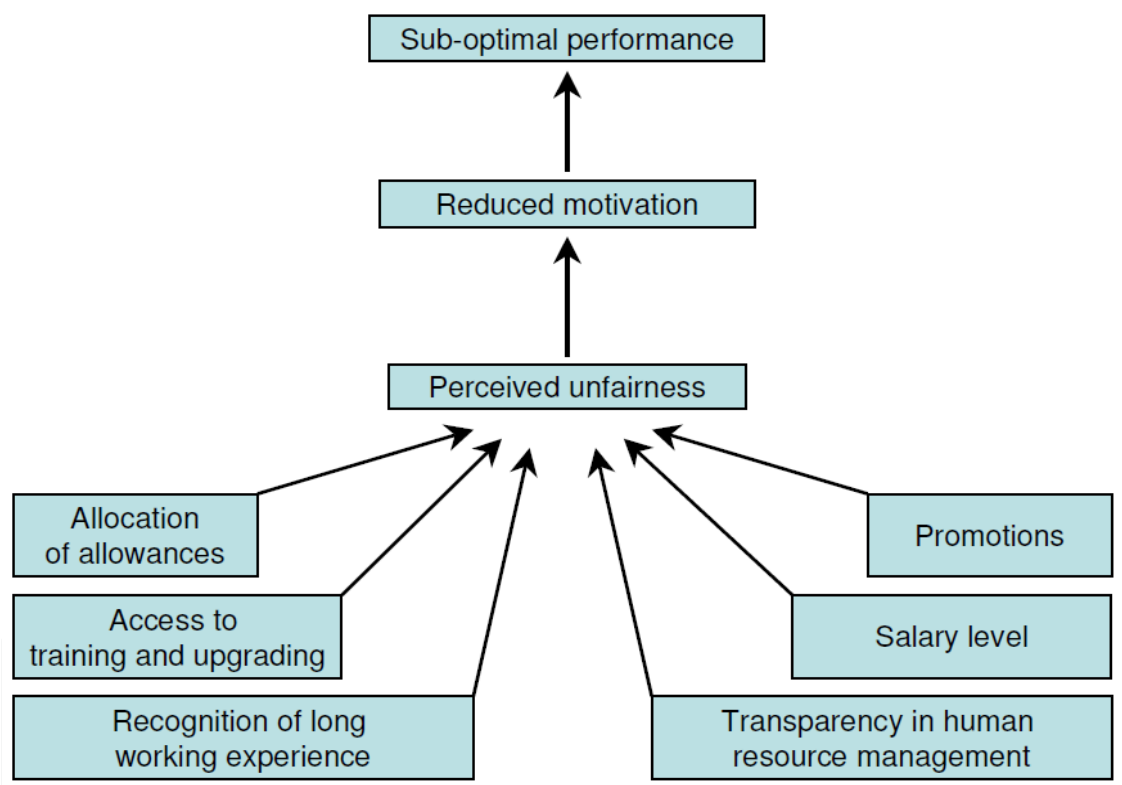 Sub-optimal performance
Reduced motivation
Perceived unfairness
Allocation
of allowances
Access to
training and upgrading
Recognition of long
working experience
Promotions
Salary level
Transparency in human
resource management